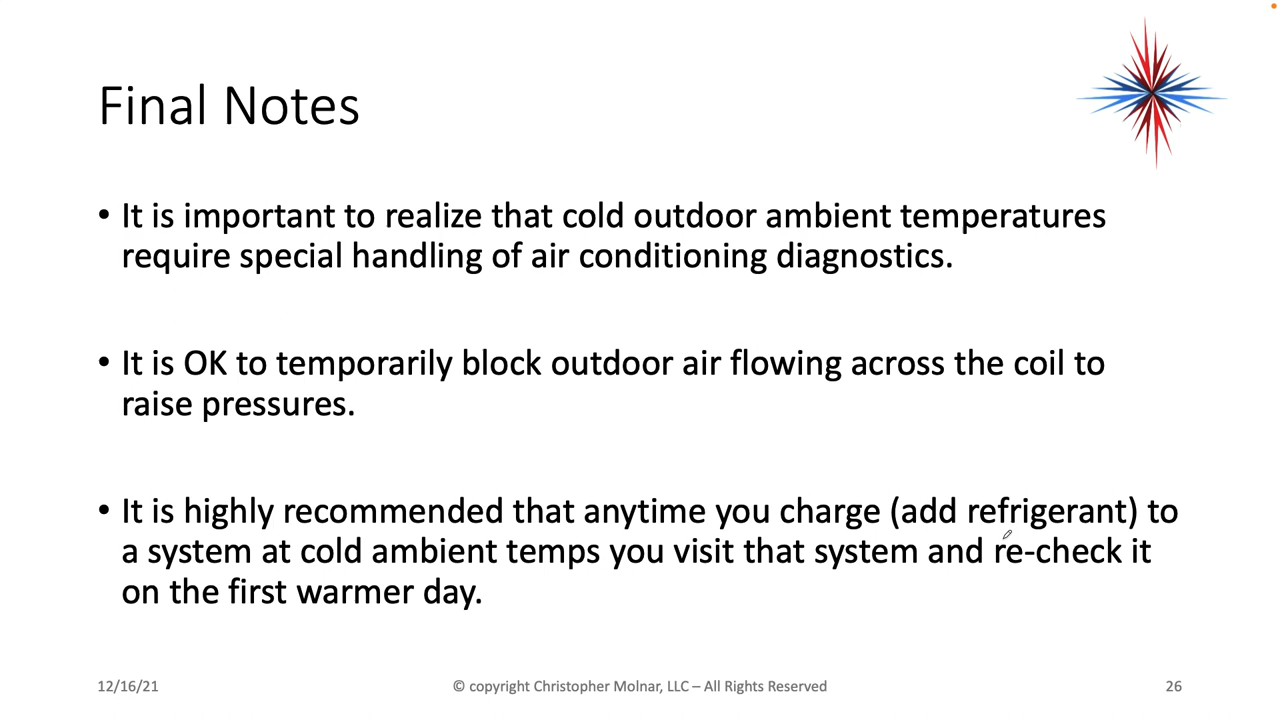 Final Notes
• It is important to realize that cold outdoor ambient temperatures
require special handling of air conditioning diagnostics.
• It is OK to temporarily block outdoor air flowing across the coil to
raise pressures.
• It is highly recommended that anytime you charge (add refrigerant) to
a system at cold ambient temps you visit that system and re-check it
on the first warmer day.
12/16/21
© copyright Christopher Molnar, LLC – All Rights Reserved
26